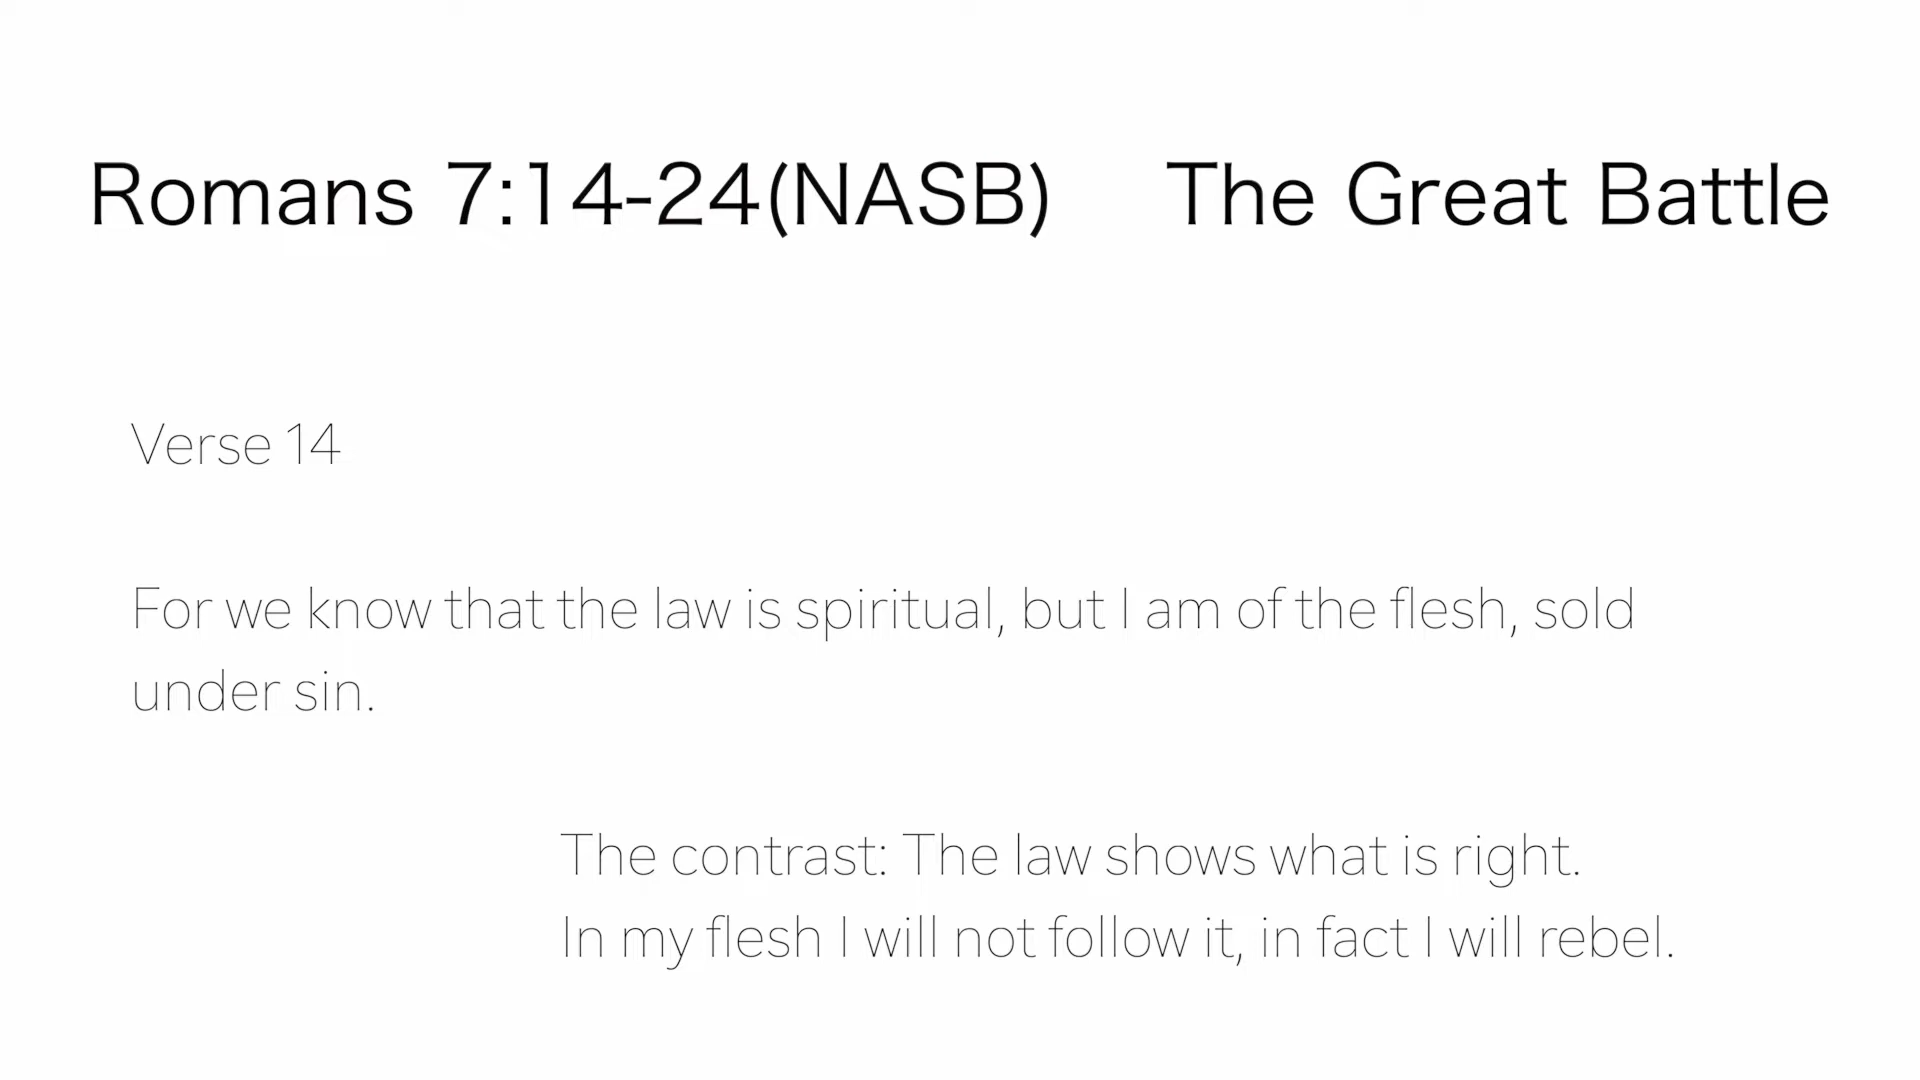 Romans 7:14-24(NASB) The Great Battle
Verse 14
For we know that the law is spiritual, but I am of the flesh, sold
under sin.
The contrast: The law shows what is right.
In my flesh I will not follow it, in fact I will rebel.